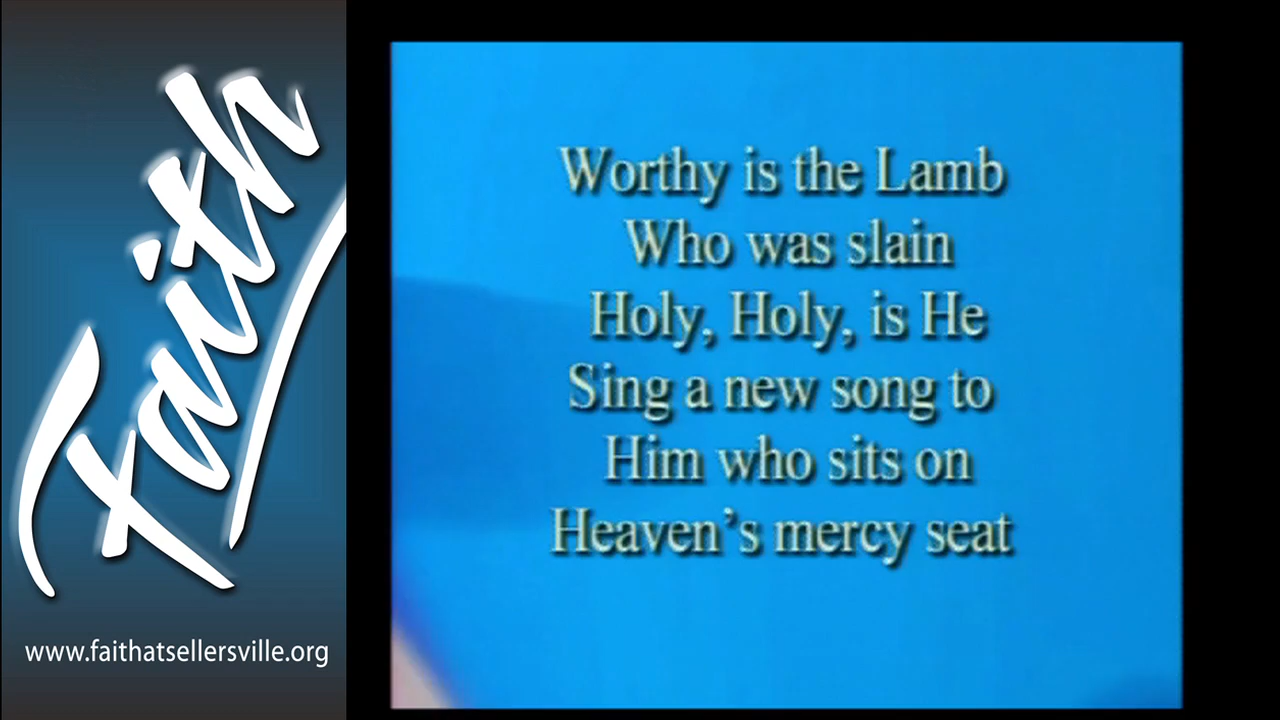 Faith
www.faithatsellersville.org
Worthy is the Lamb
Who was slain
Holy, Holy, is He
Sing a new song to
Him who sits on
Heaven’s mercy seat